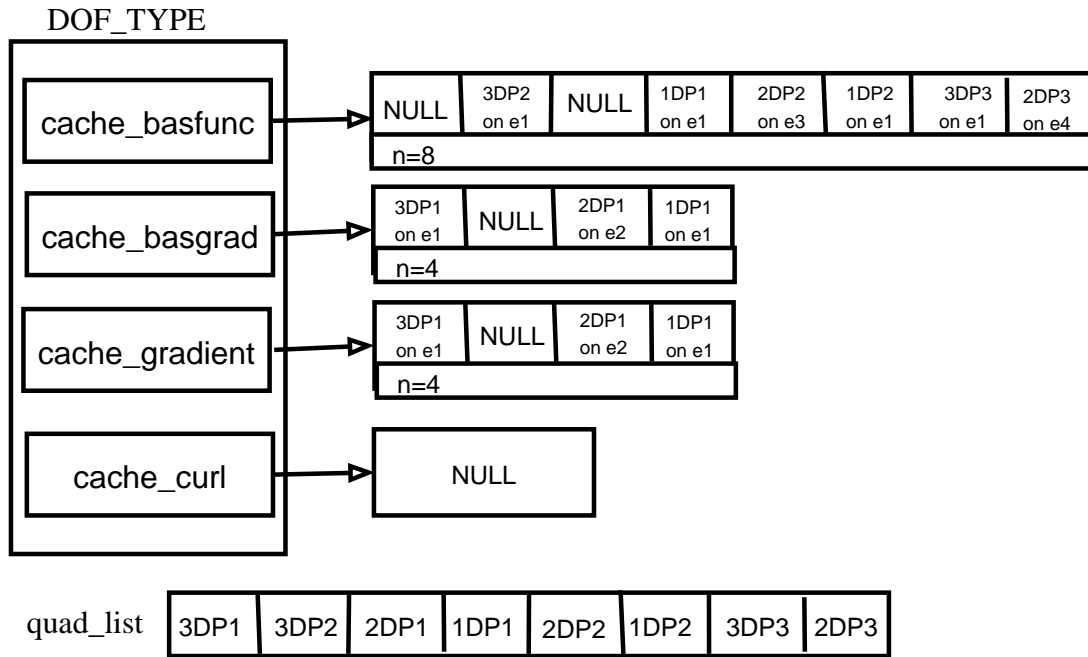 DOF_TYPE
cache_basfunc
NULL 3DP2 on e1 NULL 1DP1 on e1 2DP2 on e3 1DP2 on e1 3DP3 on e1 2DP3 on e4
n=8
cache_basgrad
3DP1 on e1 NULL 2DP1 on e2 1DP1 on e1
n=4
cache_gradient
3DP1 on e1 NULL 2DP1 on e2 1DP1 on e1
n=4
cache_curl
NULL
quad_list 3DP1 3DP2 2DP1 1DP1 2DP2 1DP2 3DP3 2DP3